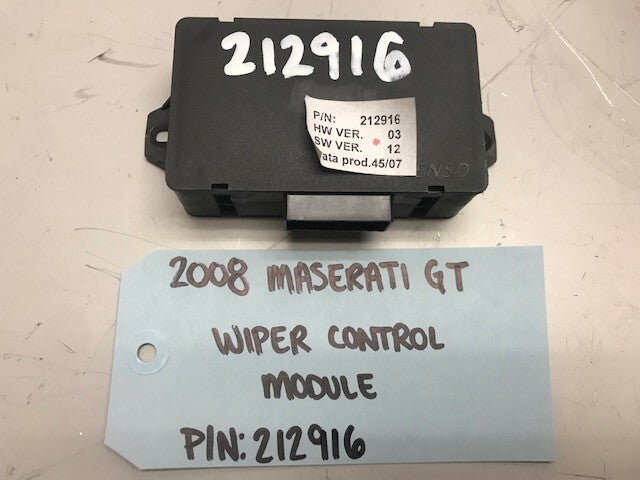 212916
P/N: 212916
HW VER. 03
SW VER. 12
ata prod.45/07
ENSO
2008 MASERATI GT
WIPER CONTROL
MODULE
P/N: 212916